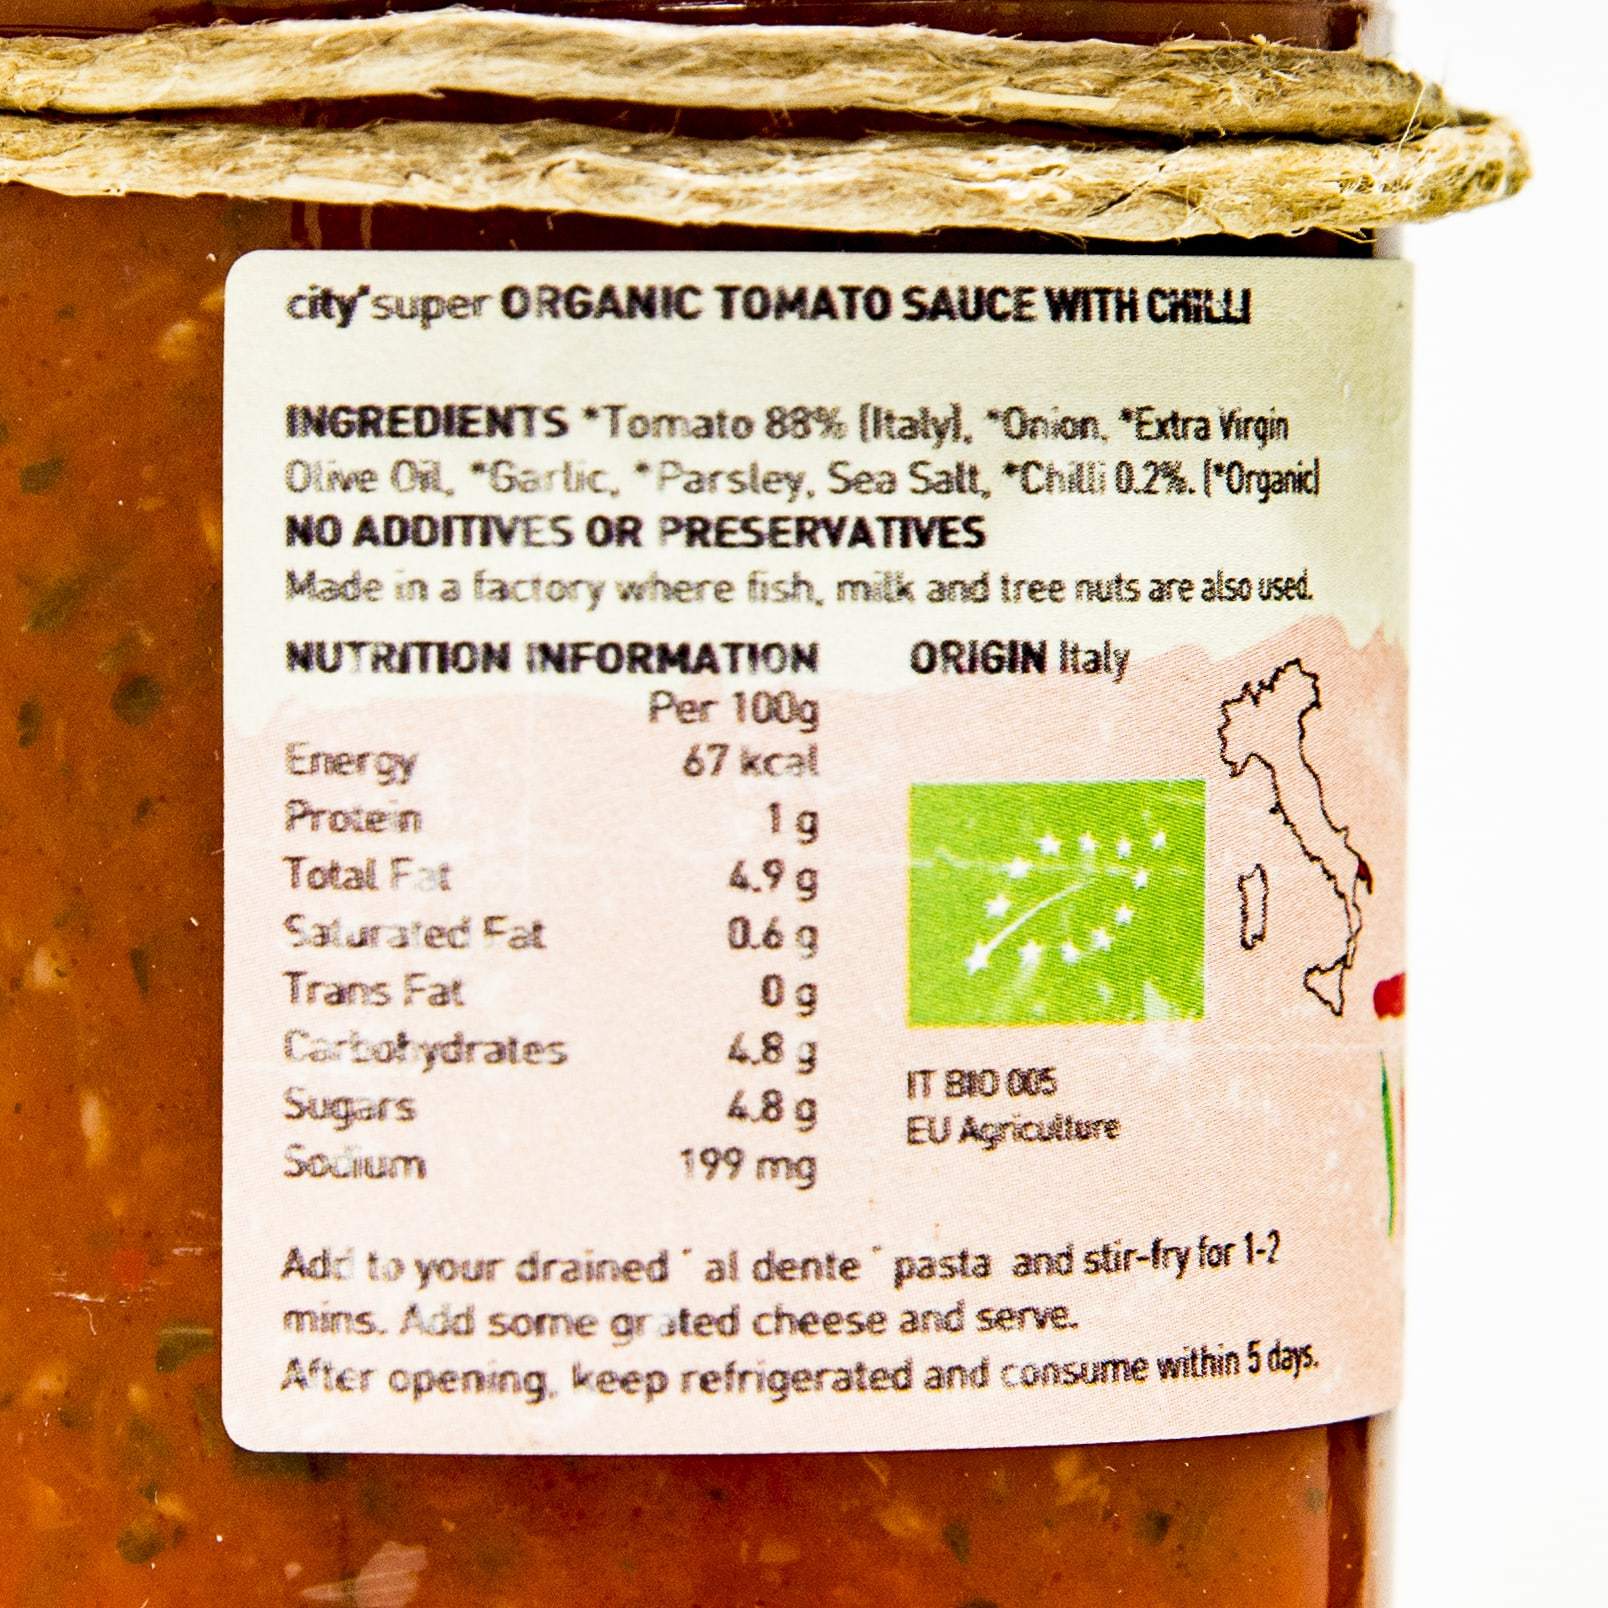 city'super ORGANIC TOMATO SAUCE WITH CHILLI
INGREDIENTS *Tomato 88% (Italy), *Onion, *Extra Virgin
Olive Oil, *Garlic, *Parsley, Sea Salt, *Chilli 0.2%. (*Organic)
NO ADDITIVES OR PRESERVATIVES
Made in a factory where fish, milk and tree nuts are also used.
NUTRITION INFORMATION
Per 100g
Energy 67 kcal
Protein 1 g
Total Fat 4.9 g
Saturated Fat 0.6 g
Trans Fat 0 g
Carbohydrates 4.8 g
Sugars 4.8 g
Sodium 199 mg
ORIGIN Italy
IT BIO 005
EU Agriculture
Add to your drained ´al dente´ pasta and stir-fry for 1-2
mins. Add some grated cheese and serve.
After opening, keep refrigerated and consume within 5 days.